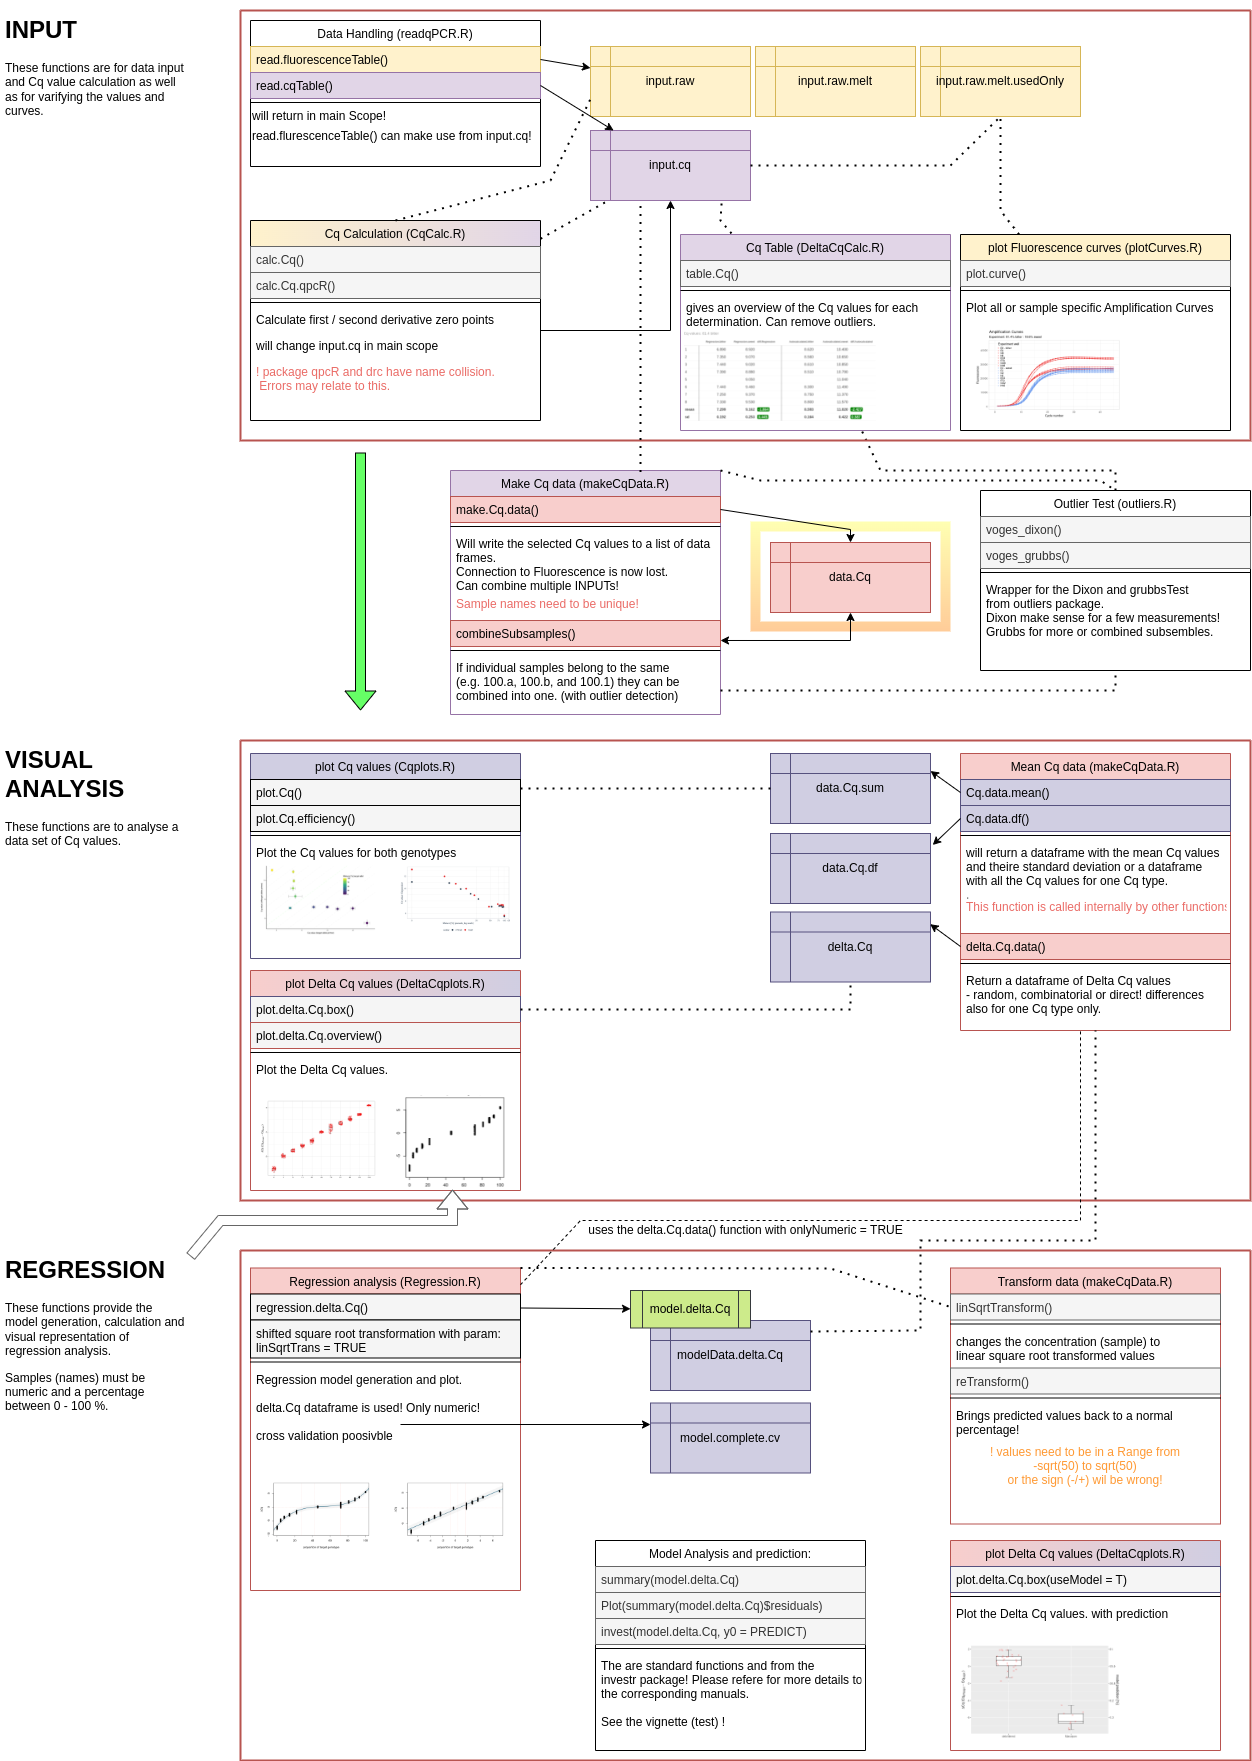 INPUT
These functions are for data input
and Cq value calculation as well
as for varifying the values and
curves.
Data Handling (readqPCR.R)
read.fluorescenceTable()
read.cqTable()
will return in main Scope!
read.flurescenceTable() can make use from input.cq!
input.raw
input.raw.melt
input.raw.melt.usedOnly
input.cq
Cq Calculation (CqCalc.R)
calc.Cq()
calc.Cq.qpcR()
Calculate first / second derivative zero points
will change input.cq in main scope
! package qpcR and drc have name collision.
Errors may relate to this.
Cq Table (DeltaCqCalc.R)
table.Cq()
gives an overview of the Cq values for each
determination. Can remove outliers.
plot Fluorescence curves (plotCurves.R)
plot.curve()
Plot all or sample specific Amplification Curves
Amplification Curves
Make Cq data (makeCqData.R)
make.Cq.data()
Will write the selected Cq values to a list of data
frames.
Connection to Fluorescence is now lost.
Can combine multiple INPUTs!
Sample names need to be unique!
combineSubsamples()
If individual samples belong to the same
(e.g. 100.a, 100.b, and 100.1) they can be
combined into one. (with outlier detection)
data.Cq
Outlier Test (outliers.R)
voges_dixon()
voges_grubbs()
Wrapper for the Dixon and grubbsTest
from outliers package.
Dixon make sense for a few measurements!
Grubbs for more or combined subsembles.
VISUAL
ANALYSIS
These functions are to analyse a
data set of Cq values.
plot Cq values (Cqplots.R)
plot.Cq()
plot.Cq.efficiency()
Plot the Cq values for both genotypes
data.Cq.sum
data.Cq.df
delta.Cq
Mean Cq data (makeCqData.R)
Cq.data.mean()
Cq.data.df()
will return a dataframe with the mean Cq values
and theire standard deviation or a dataframe
with all the Cq values for one Cq type.
.
This function is called internally by other functions
delta.Cq.data()
Return a dataframe of Delta Cq values
- random, combinatorial or direct! differences
also for one Cq type only.
plot Delta Cq values (DeltaCqplots.R)
plot.delta.Cq.box()
plot.delta.Cq.overview()
Plot the Delta Cq values.
0 20 40 60 80 100
uses the delta.Cq.data() function with onlyNumeric = TRUE
REGRESSION
These functions provide the
model generation, calculation and
visual representation of
regression analysis.
Samples (names) must be
numeric and a percentage
between 0 - 100 %.
Regression analysis (Regression.R)
regression.delta.Cq()
shifted square root transformation with param:
linSqrtTrans = TRUE
Regression model generation and plot.
delta.Cq dataframe is used! Only numeric!
cross validation poosivble
model.delta.Cq
modelData.delta.Cq
model.complete.cv
Transform data (makeCqData.R)
linSqrtTransform()
changes the concentration (sample) to
linear square root transformed values
reTransform()
Brings predicted values back to a normal
percentage!
! values need to be in a Range from
-sqrt(50) to sqrt(50)
or the sign (-/+) wil be wrong!
Model Analysis and prediction:
summary(model.delta.Cq)
Plot(summary(model.delta.Cq)$residuals)
invest(model.delta.Cq, y0 = PREDICT)
The are standard functions and from the
investr package! Please refere for more details to
the corresponding manuals.
See the vignette (test) !
plot Delta Cq values (DeltaCqplots.R)
plot.delta.Cq.box(useModel = T)
Plot the Delta Cq values. with prediction